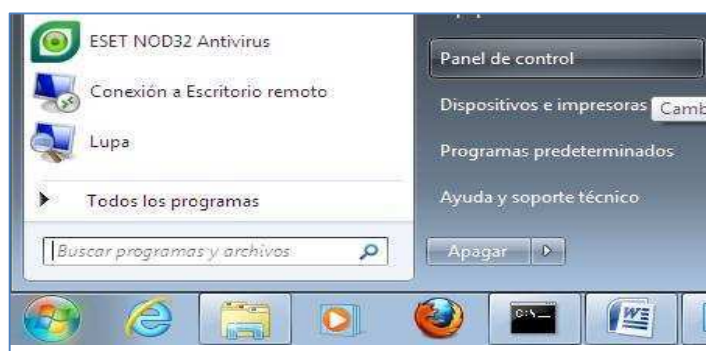 ESET NOD32 Antivirus
Conexión a Escritorio remoto
Lupa
Todos los programas
Buscar programas y archivos
Panel de control
Dispositivos e impresoras
Camb
Programas predeterminados
Ayuda y soporte técnico
Apagar
C:\_